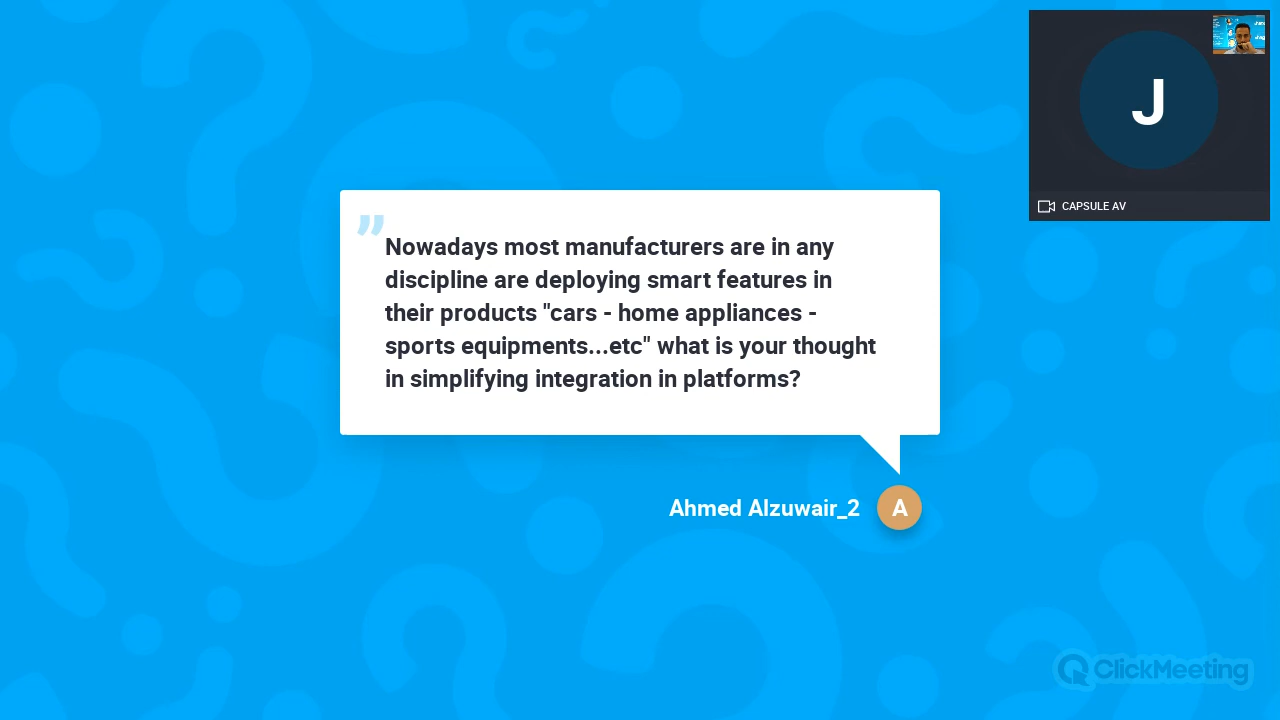 J
CAPSULE AV
” Nowadays most manufacturers are in any
discipline are deploying smart features in
their products "cars - home appliances -
sports equipments...etc" what is your thought
in simplifying integration in platforms?
Ahmed Alzuwair_2 A
ClickMeeting